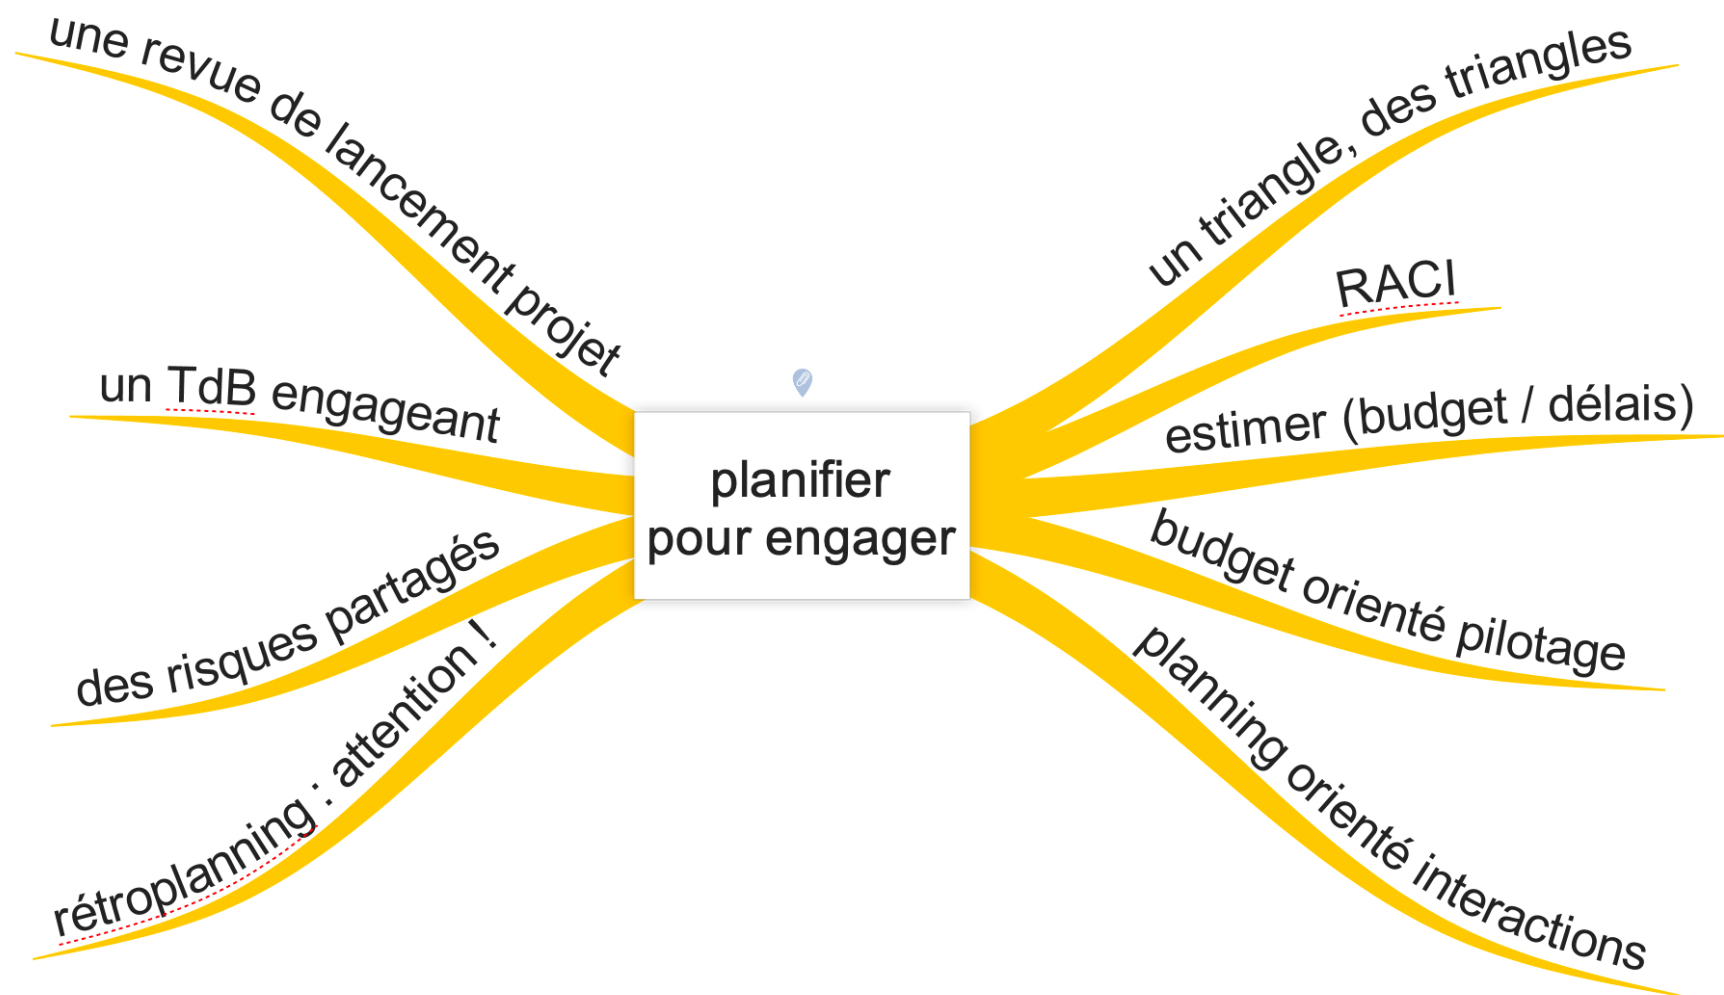 planifier
pour engager
un triangle, des triangles
RACI
estimer (budget / délais)
budget orienté pilotage
planning orienté interactions
rétroplanning : attention !
des risques partagés
un TdB engageant
une revue de lancement projet